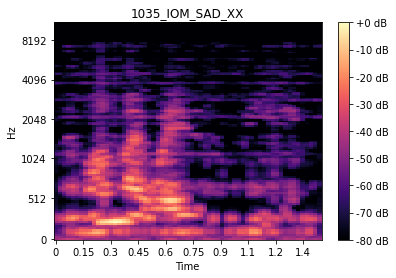 1035_IOM_SAD_XX
8192
4096
2048
1024
512
0
Hz
0 0.15 0.3 0.45 0.6 0.75 0.9 1.1 1.2 1.4
Time
+0 dB
-10 dB
-20 dB
-30 dB
-40 dB
-50 dB
-60 dB
-70 dB
-80 dB